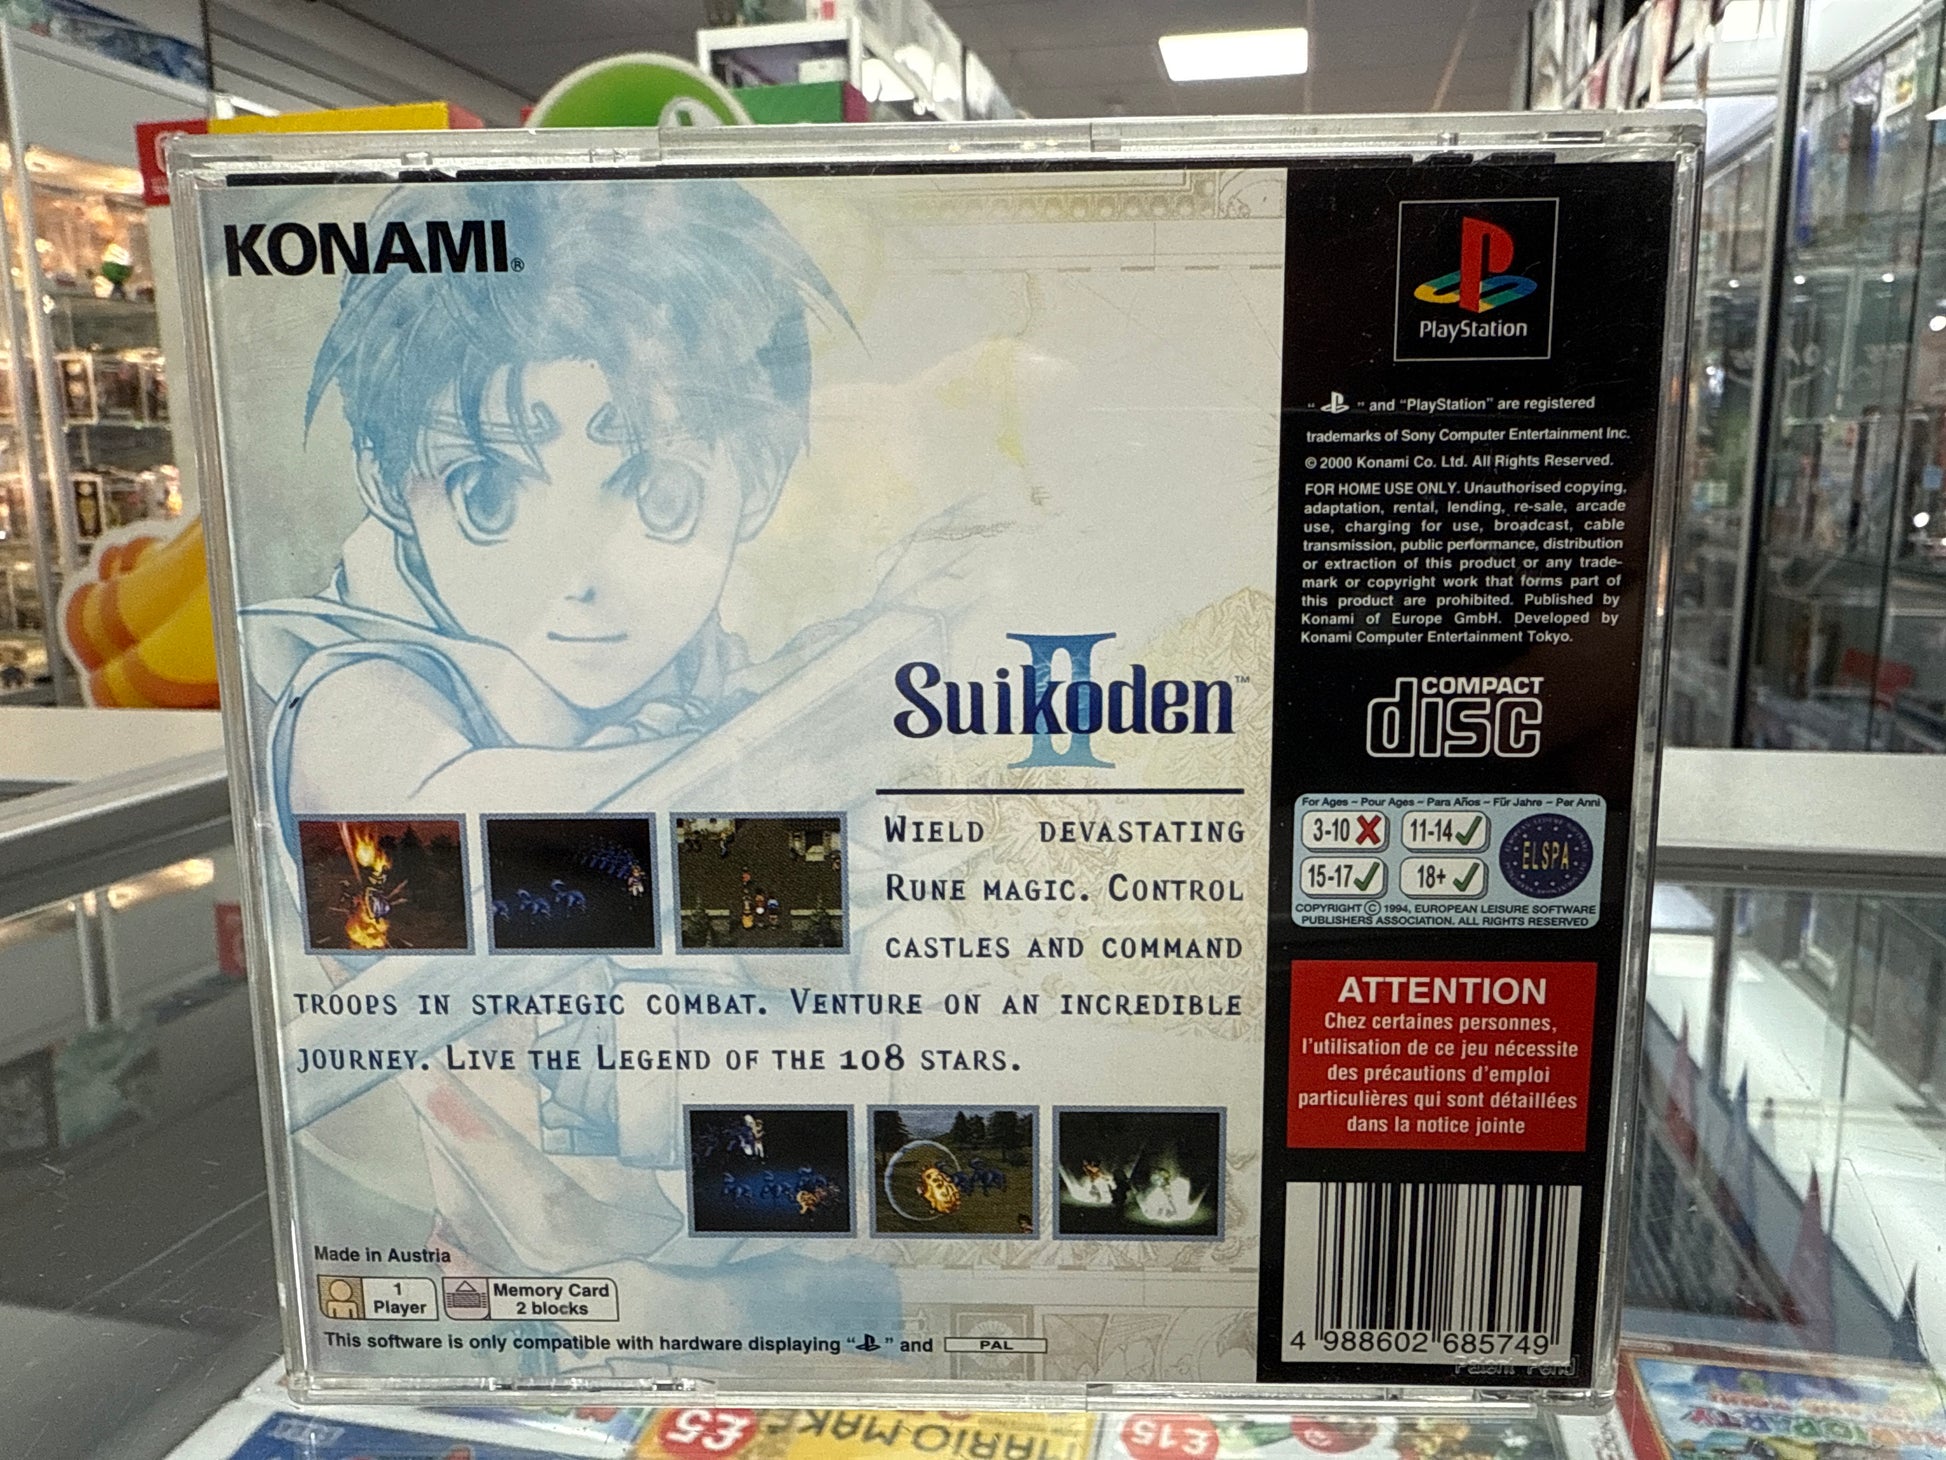 KONAMI®
Suikoden™
II
WIELD DEVASTATING
RUNE MAGIC. CONTROL
CASTLES AND COMMAND
TROOPS IN STRATEGIC COMBAT. VENTURE ON AN INCREDIBLE
JOURNEY. LIVE THE LEGEND OF THE 108 STARS.
Made in Austria
1
Player
Memory Card
2 blocks
This software is only compatible with hardware displaying “ ” and PAL
PlayStation
“ ” and “PlayStation” are registered
trademarks of Sony Computer Entertainment Inc.
© 2000 Konami Co. Ltd. All Rights Reserved.
FOR HOME USE ONLY. Unauthorised copying,
adaptation, rental, lending, re-sale, arcade
use, charging for use, broadcast, cable
transmission, public performance, distribution
or extraction of this product or any trade-
mark or copyright work that forms part of
this product are prohibited. Published by
Konami of Europe GmbH. Developed by
Konami Computer Entertainment Tokyo.
COMPACT
disc
For Ages – Pour Ages – Para Años – Für Jahre – Per Anni
3-10 11-14
15-17 18+
ELSPA
COPYRIGHT © 1994, EUROPEAN LEISURE SOFTWARE
PUBLISHERS ASSOCIATION. ALL RIGHTS RESERVED
ATTENTION
Chez certaines personnes,
l'utilisation de ce jeu nécessite
des précautions d'emploi
particulières qui sont détaillées
dans la notice jointe
4 988602 685749
Patent Pend
£5
MARIO MAKE
£15